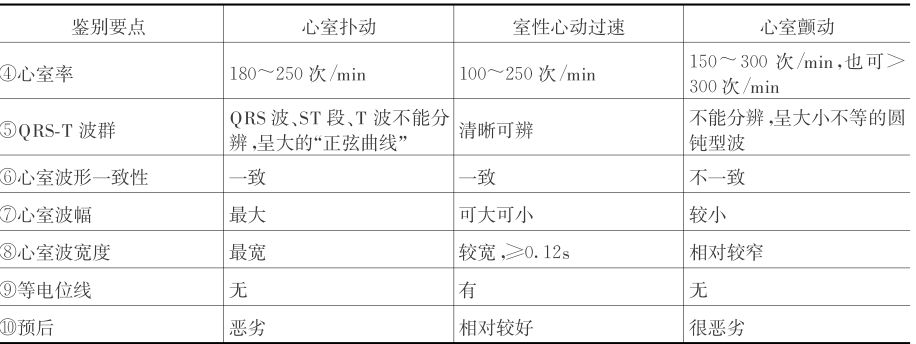 鉴别要点 心室扑动 室性心动过速 心室颤动
④心室率 180～250 次/min 100～250 次/min 150～300 次/min,也可＞
300次/min
⑤QRS-T 波群 QRS 波、ST 段、T 波不能分 清晰可辨 不能分辨,呈大小不等的圆
辨,呈大的“正弦曲线” 钝型波
⑥心室波形一致性 一致 一致 不一致
⑦心室波幅 最大 可大可小 较小
⑧心室波宽度 最宽 较宽,≥0.12s 相对较窄
⑨等电位线 无 有 无
⑩预后 恶劣 相对较好 很恶劣